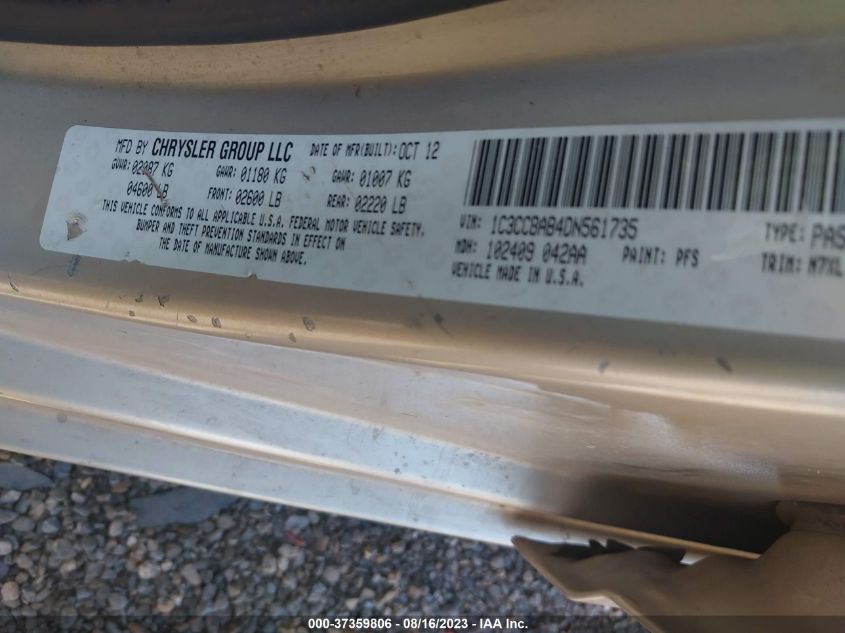 MFD BY CHRYSLER GROUP LLC DATE OF MFR(BUILT): OCT 12
GVWR: 02087 KG GAWR: 01180 KG GAWR: 01007 KG
04600 LB FRONT: 02600 LB REAR: 02220 LB
THIS VEHICLE CONFORMS TO ALL APPLICABLE U.S.A. FEDERAL MOTOR VEHICLE SAFETY,
BUMPER AND THEFT PREVENTION STANDARDS IN EFFECT ON
THE DATE OF MANUFACTURE SHOWN ABOVE.
VIN: 1C3CCBAB4DN561735 TYPE: PAS
MDH: 102409 042AA PAINT: PFS TRIM: M7XL
VEHICLE MADE IN U.S.A.
000-37359806 - 08/16/2023 - IAA Inc.